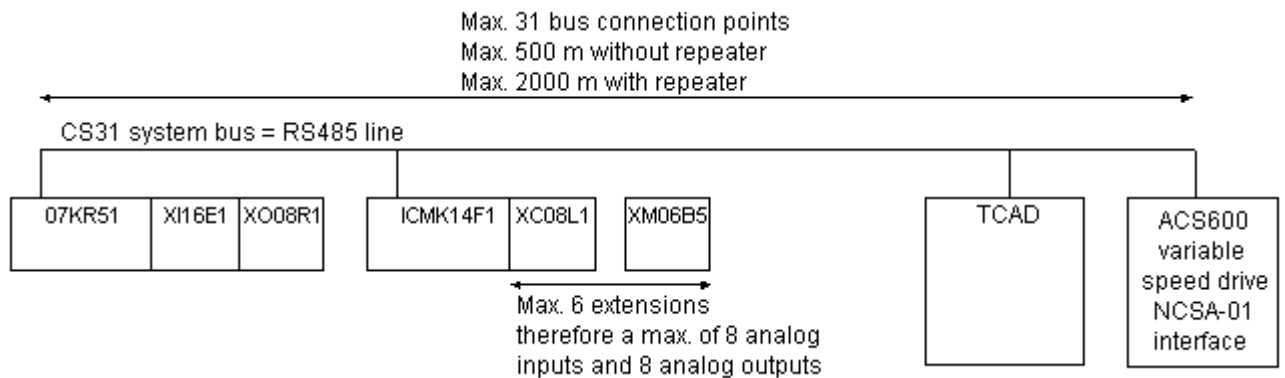 Max. 31 bus connection points
Max. 500 m without repeater
Max. 2000 m with repeater
CS31 system bus = RS485 line
07KR51
XI16E1
XO08R1
ICMK14F1
XC08L1
XM06B5
TCAD
ACS600
variable
speed drive
NCSA-01
interface
Max. 6 extensions
therefore a max. of 8 analog
inputs and 8 analog outputs